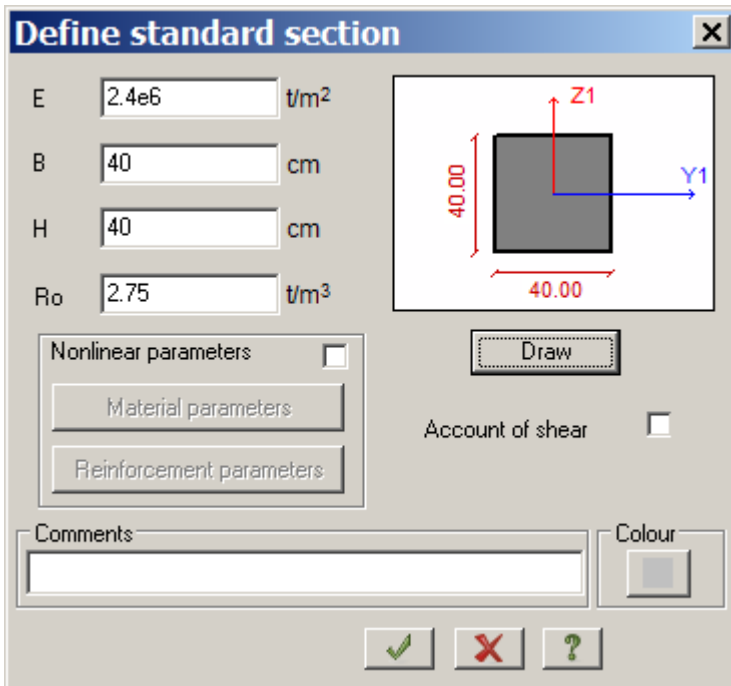 Define standard section
E 2.4e6 t/m2
B 40 cm
H 40 cm
Ro 2.75 t/m3
Z1
Y1
40.00
40.00
Nonlinear parameters
Material parameters
Reinforcement parameters
Draw
Account of shear
Comments
Colour